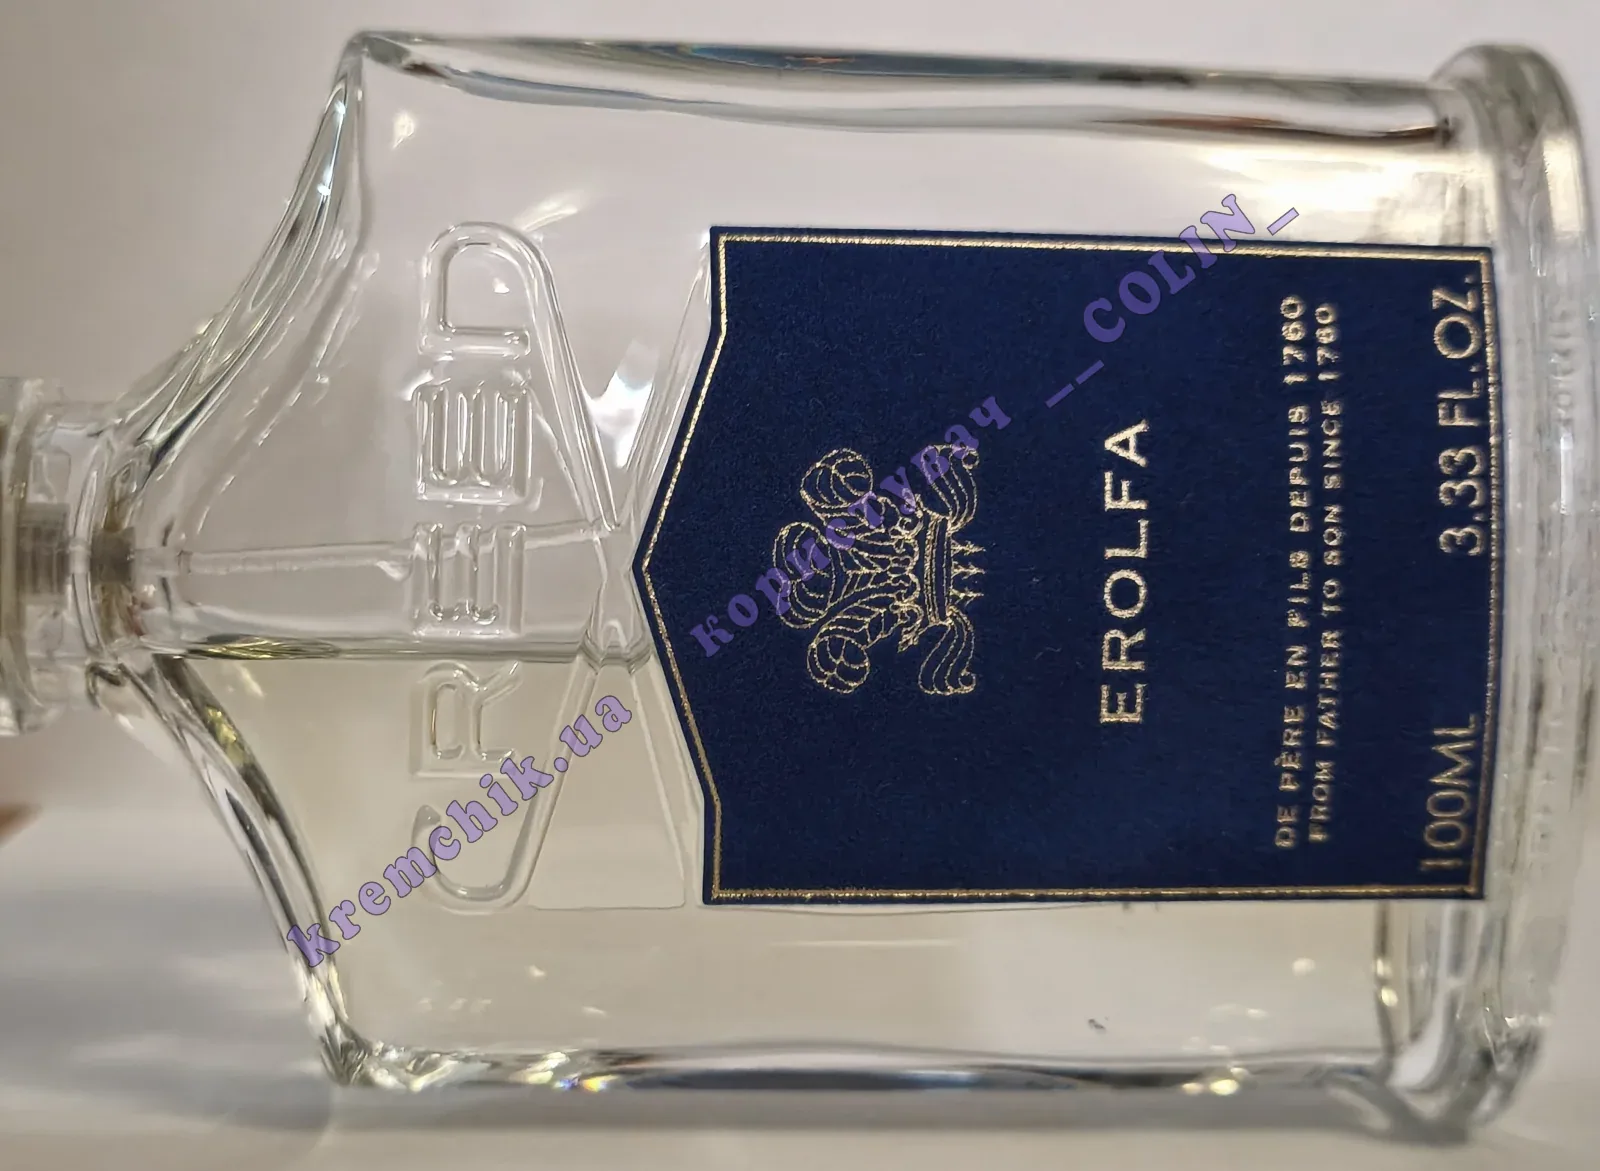 CREED
EROLFA
DE PÈRE EN FILS DEPUIS 1760
FROM FATHER TO SON SINCE 1760
100ML 3.33 FL.OZ.
kremchik.ua
користувач __COLIN_